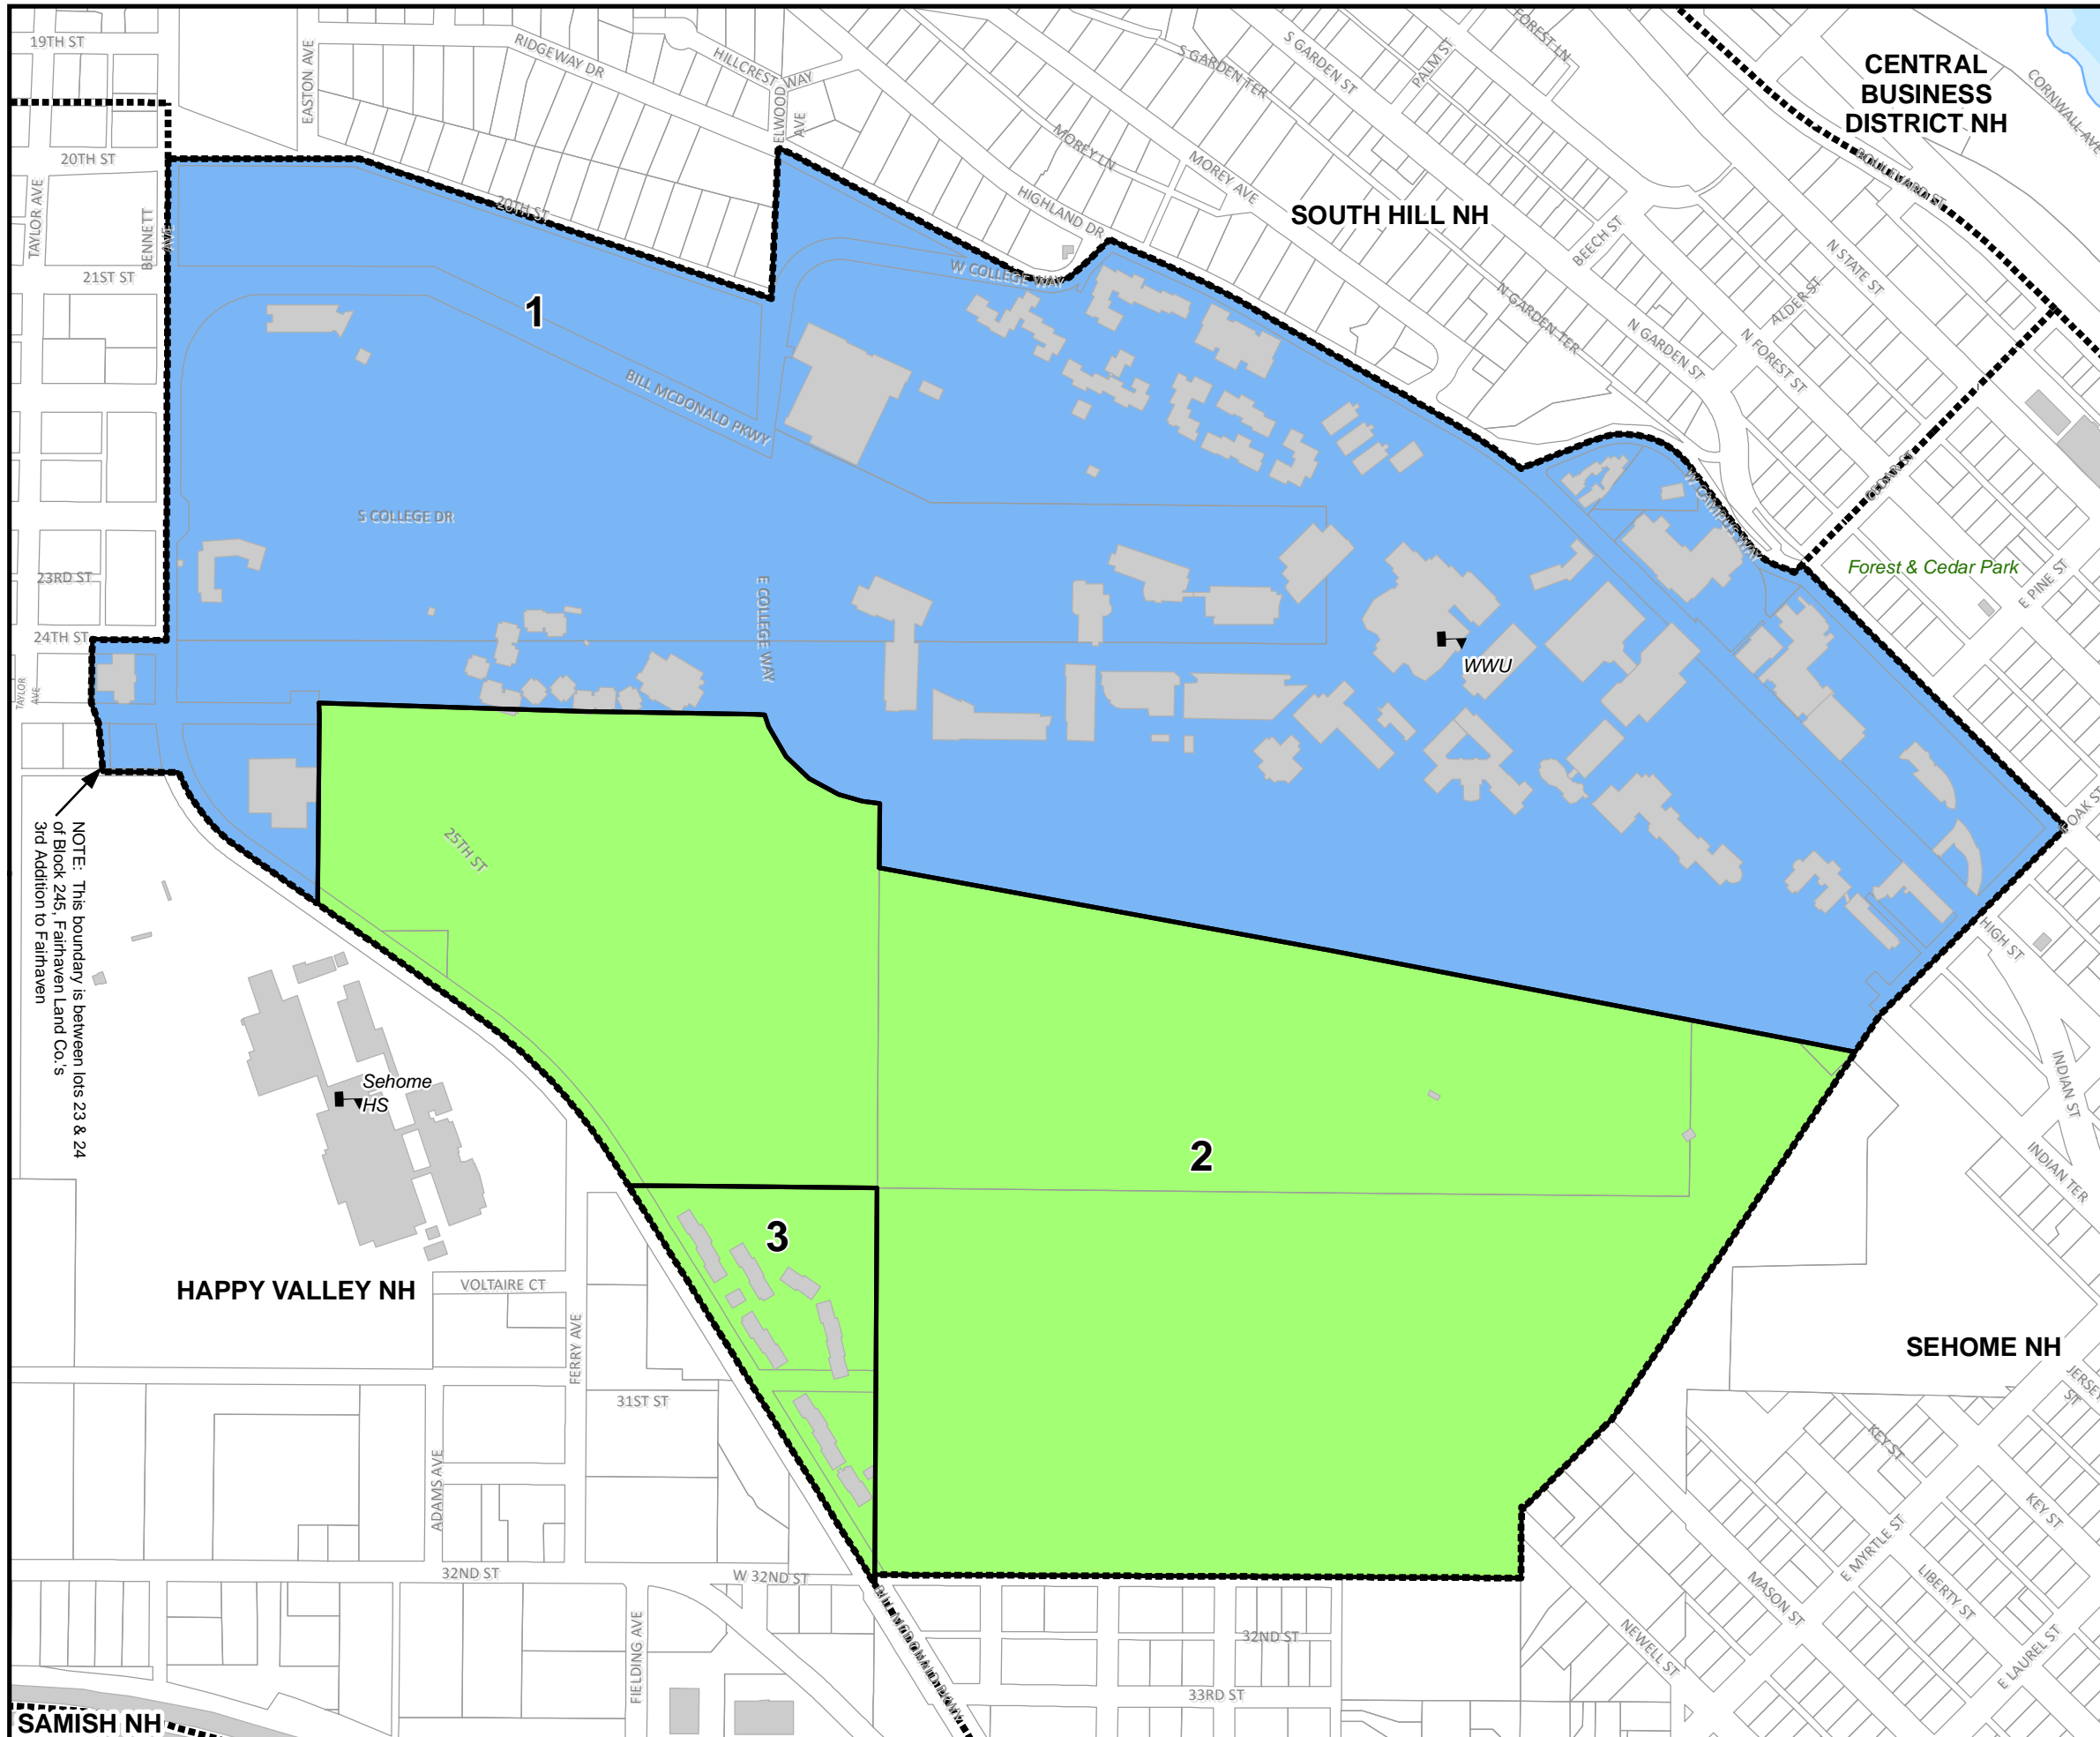 19TH ST
EASTON AVE
RIDGEWAY DR
HILLCREST WAY
ELWOOD
AVE
S GARDEN TER
S GARDEN ST
PALM ST
FOREST LN
CENTRAL
BUSINESS
DISTRICT NH
CORNWALL AVE
BOULEVARD ST
20TH ST
TAYLOR AVE
BENNETT
AVE
20TH ST
MOREY LN
MOREY AVE
HIGHLAND DR
SOUTH HILL NH
BEECH ST
N STATE ST
21ST ST
W COLLEGE WAY
N GARDEN TER
N GARDEN ST
ALDER ST
N FOREST ST
1
BILL MCDONALD PKWY
CEDAR ST
S COLLEGE DR
W CAMPUS WAY
Forest & Cedar Park
E PINE ST
23RD ST
24TH ST
E COLLEGE WAY
WWU
TAYLOR
AVE
E OAK ST
NOTE: This boundary is between lots 23 & 24
of Block 245, Fairhaven Land Co.'s
3rd Addition to Fairhaven
25TH ST
HIGH ST
Sehome
HS
INDIAN ST
2
INDIAN TER
3
HAPPY VALLEY NH
VOLTAIRE CT
FERRY AVE
SEHOME NH
JERSEY
ST
31ST ST
KEY ST
ADAMS AVE
KEY ST
E MYRTLE ST
32ND ST
W 32ND ST
MASON ST
LIBERTY ST
BILL MCDONALD PKWY
FIELDING AVE
32ND ST
NEWELL ST
E LAUREL ST
33RD ST
SAMISH NH